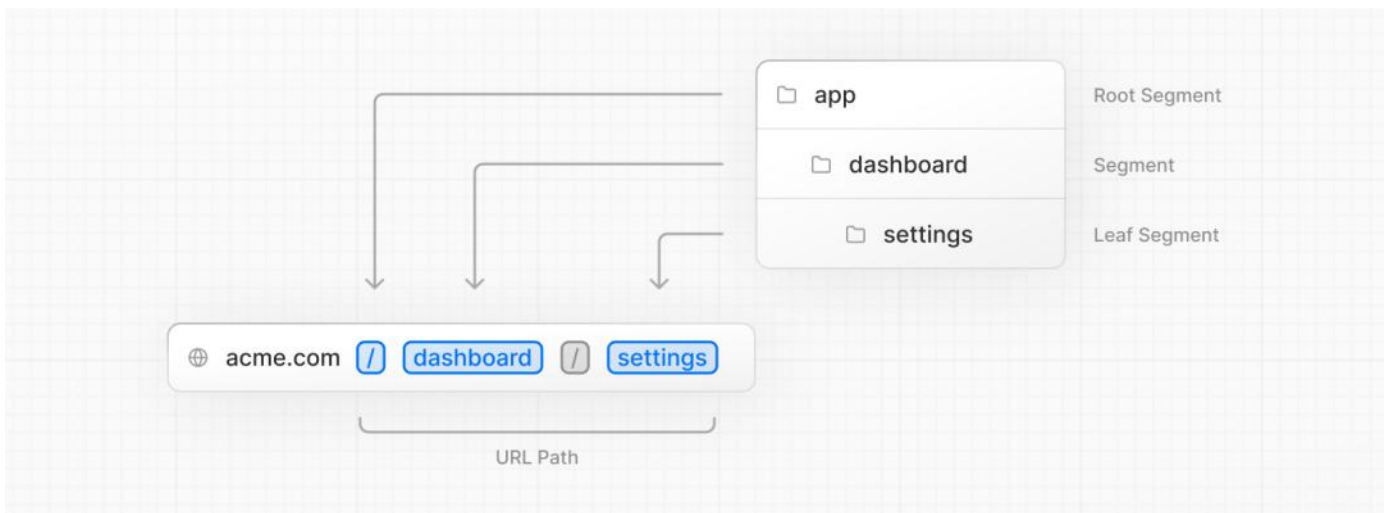 app
Root Segment
dashboard
Segment
settings
Leaf Segment
acme.com / dashboard / settings
URL Path